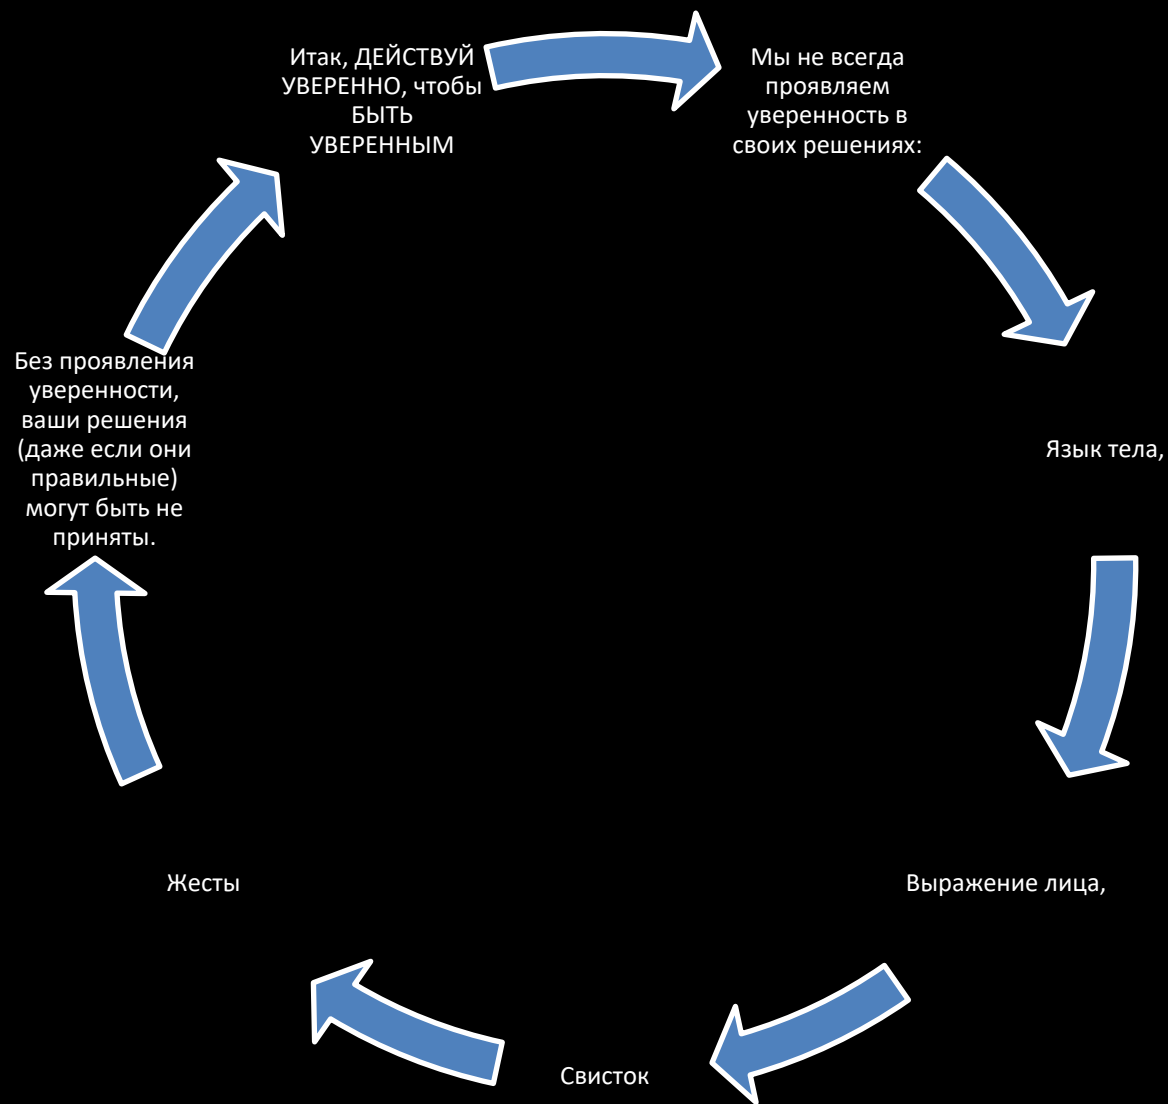 Итак, ДЕЙСТВУЙ
УВЕРЕННО, чтобы
БЫТЬ
УВЕРЕННЫМ
Мы не всегда
проявляем
уверенность в
своих решениях:
Язык тела,
Выражение лица,
Свисток
Жесты
Без проявления
уверенности,
ваши решения
(даже если они
правильные)
могут быть не
приняты.